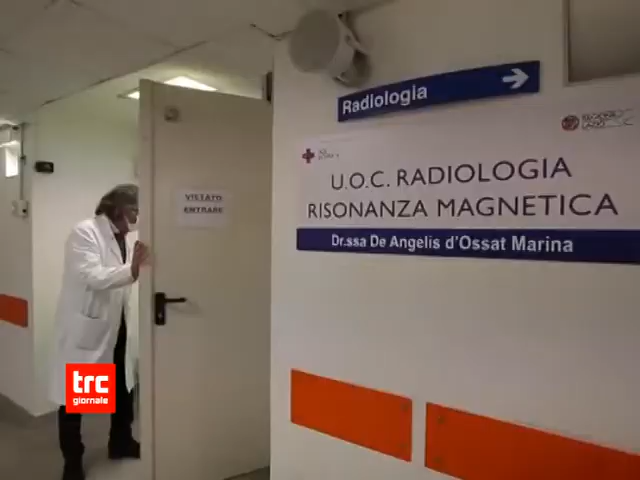 Radiologia
U.O.C. RADIOLOGIA
RISONANZA MAGNETICA
Dr.ssa De Angelis d'Ossat Marina
VIETATO
ENTRARE
trc
giornale